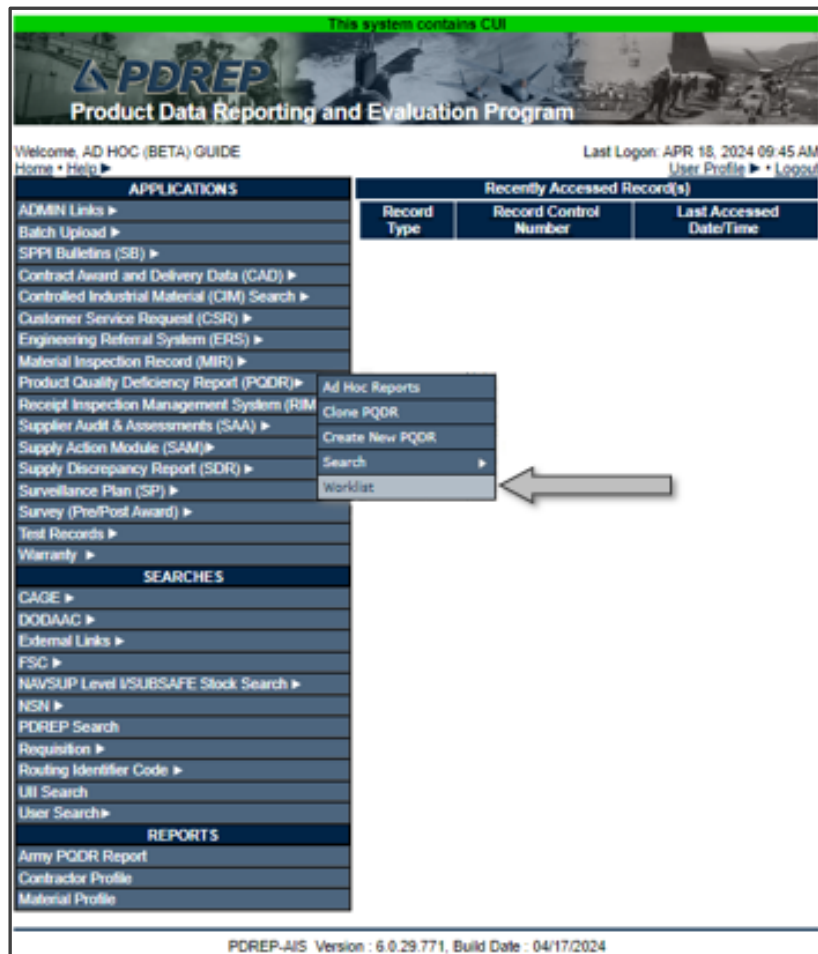 This system contains CUI
PDREP
Product Data Reporting and Evaluation Program
Welcome, AD HOC (BETA) GUIDE
Last Logon: APR 18, 2024 09:45 AM
Home • Help ▶
User Profile ▶ • Logout
APPLICATIONS
ADMIN Links ▶
Batch Upload ▶
SPPI Bulletins (SB) ▶
Contract Award and Delivery Data (CAD) ▶
Controlled Industrial Material (CIM) Search ▶
Customer Service Request (CSR) ▶
Engineering Referral System (ERS) ▶
Material Inspection Record (MIR) ▶
Product Quality Deficiency Report (PQDR)▶
Receipt Inspection Management System (RIM
Supplier Audit & Assessments (SAA) ▶
Supply Action Module (SAM)▶
Supply Discrepancy Report (SDR) ▶
Surveillance Plan (SP) ▶
Survey (Pre/Post Award) ▶
Test Records ▶
Warranty ▶
SEARCHES
CAGE ▶
DODAAC ▶
External Links ▶
FSC ▶
NAVSUP Level I/SUBSAFE Stock Search ▶
NSN ▶
PDREP Search
Requisition ▶
Routing Identifier Code ▶
UII Search
User Search▶
REPORTS
Army PQDR Report
Contractor Profile
Material Profile
Recently Accessed Record(s)
Record Type
Record Control Number
Last Accessed Date/Time
Ad Hoc Reports
Clone PQDR
Create New PQDR
Search ▶
Worklist
PDREP-AIS Version : 6.0.29.771, Build Date : 04/17/2024